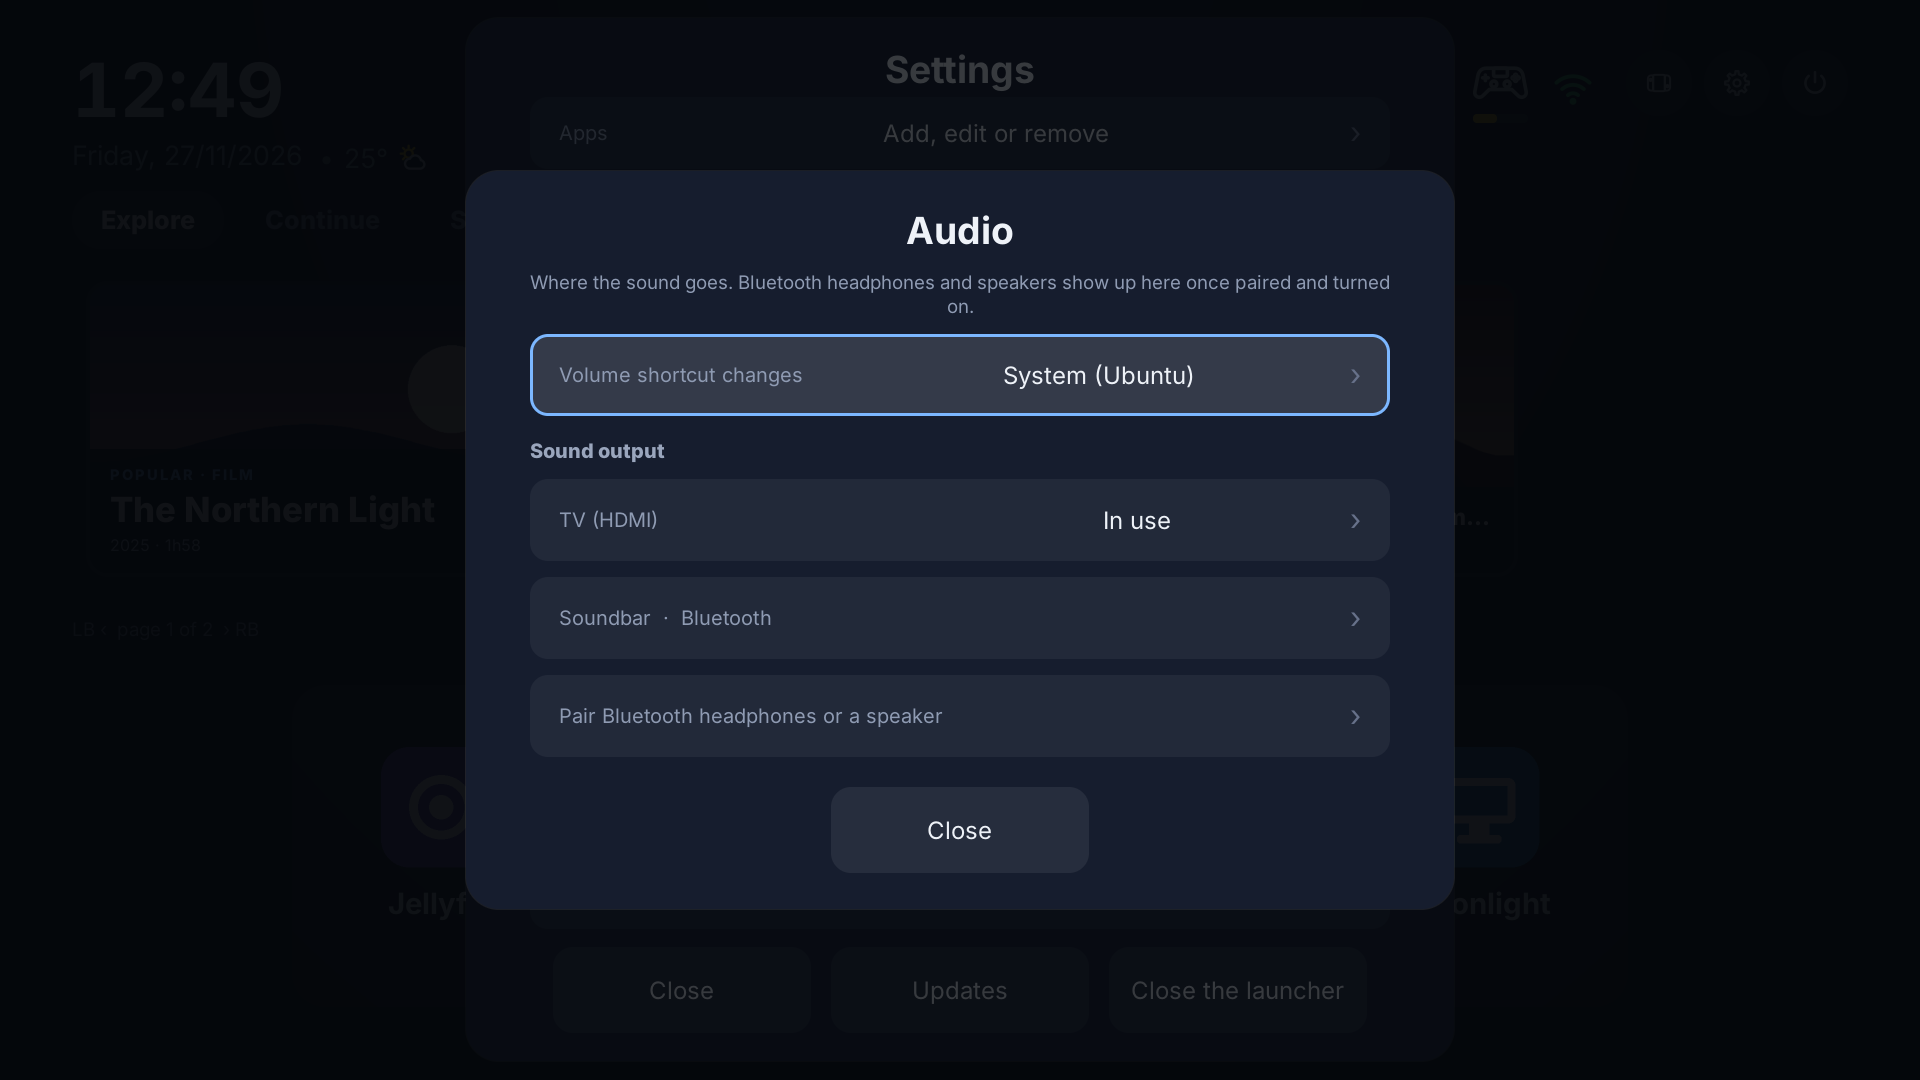 12:49
Friday, 27/11/2026 • 25°
Explore Continue S
Settings
Apps Add, edit or remove
Audio
Where the sound goes. Bluetooth headphones and speakers show up here once paired and turned
on.
Volume shortcut changes System (Ubuntu)
Sound output
TV (HDMI) In use
Soundbar · Bluetooth
Pair Bluetooth headphones or a speaker
Close
POPULAR · FILM
The Northern Light
2025 · 1h58
m...
LB ‹ page 1 of 2 › RB
Jellyf
onlight
Close Updates Close the launcher